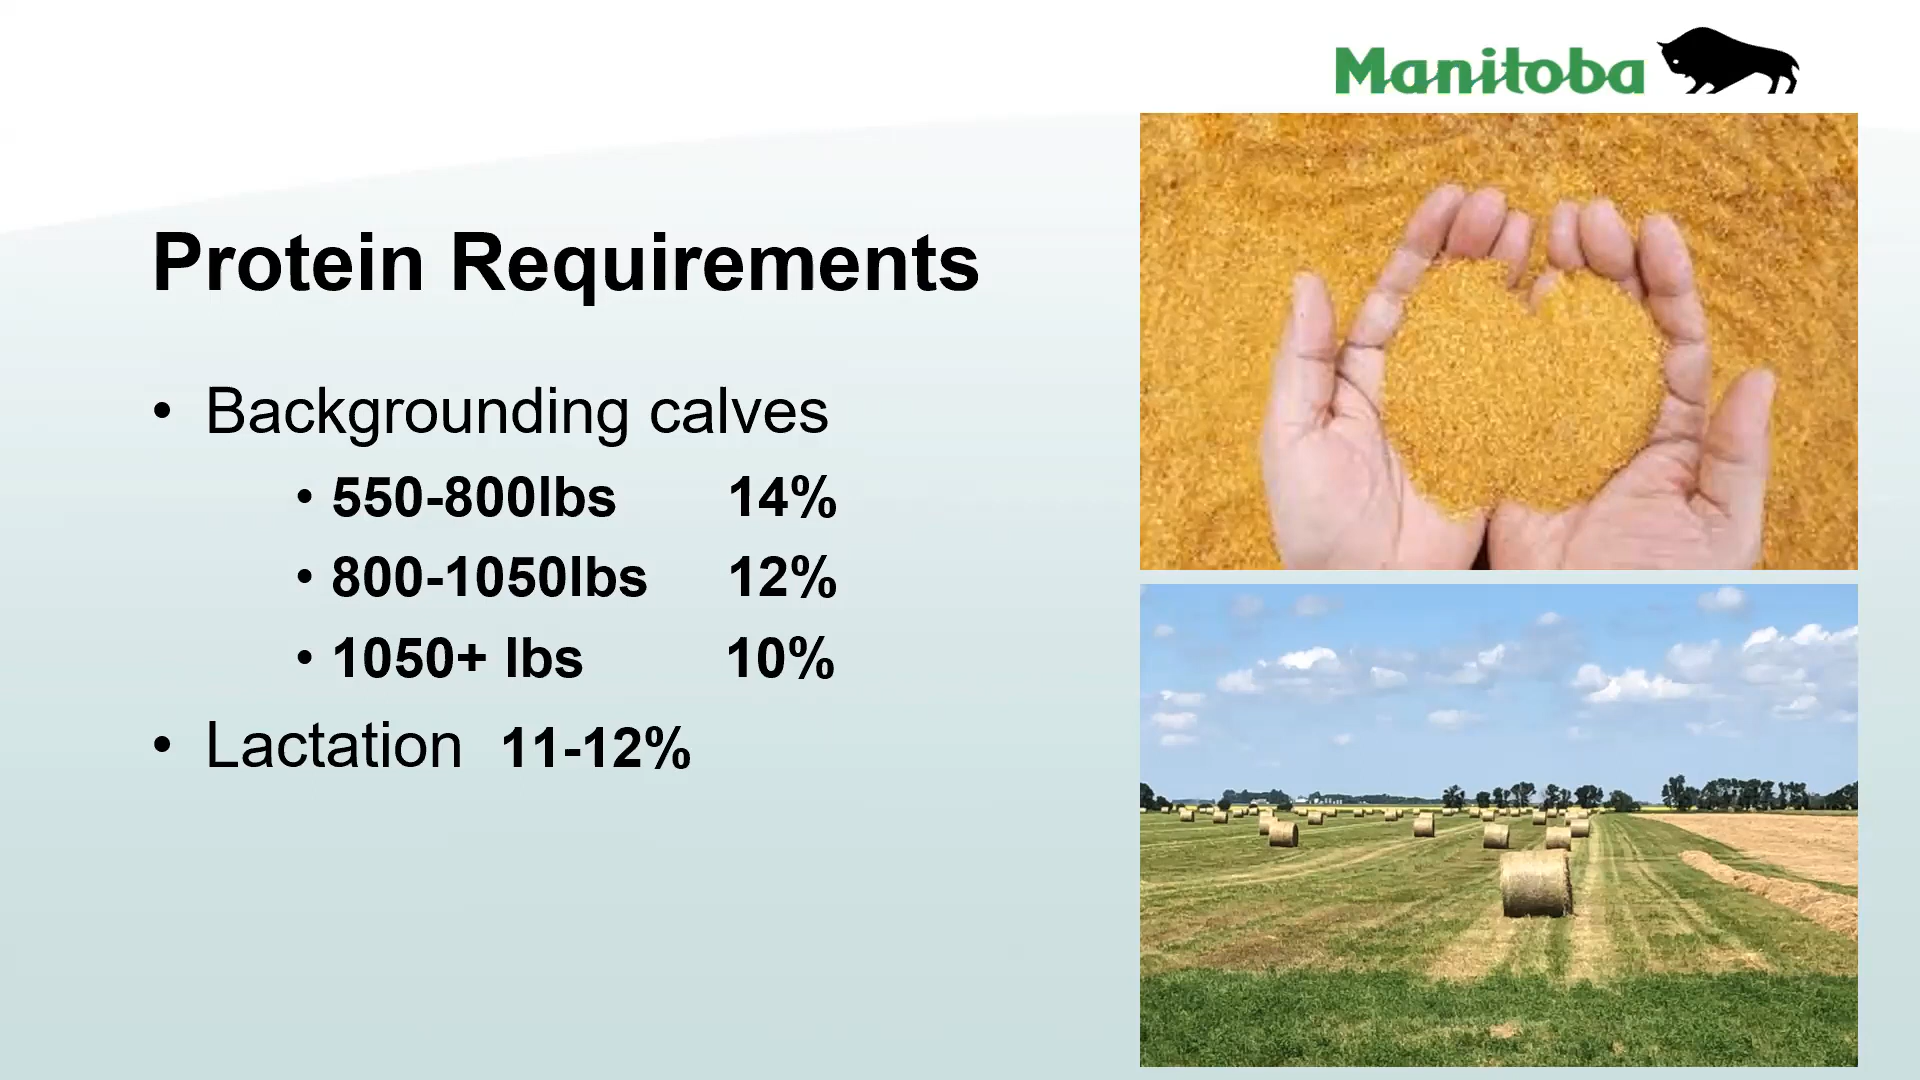 Manitoba
Protein Requirements
• Backgrounding calves
• 550-800lbs 14%
• 800-1050lbs 12%
• 1050+ lbs 10%
• Lactation 11-12%